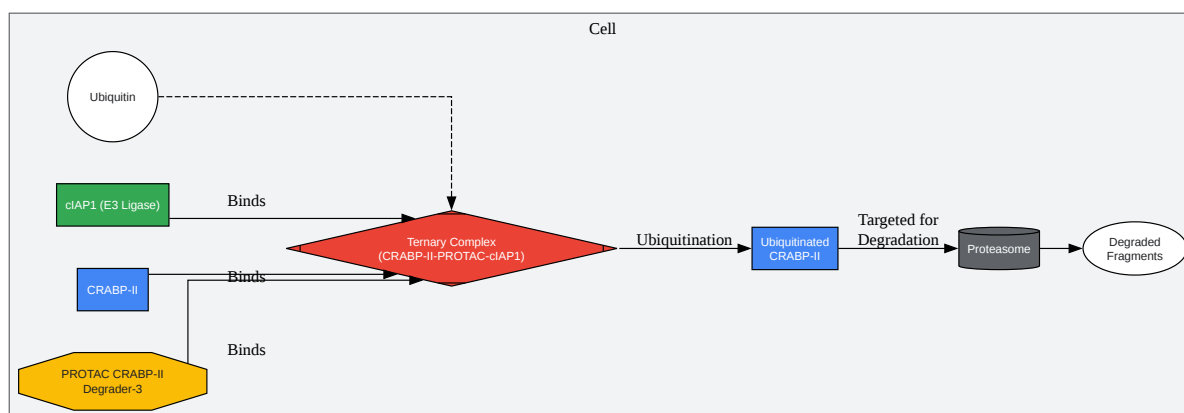 Cell
Ubiquitin
cIAP1 (E3 Ligase)
Binds
CRABP-II
Binds
PROTAC CRABP-II
Degrader-3
Binds
Ternary Complex
(CRABP-II-PROTAC-cIAP1)
Ubiquitination
Ubiquitinated
CRABP-II
Targeted for
Degradation
Proteasome
Degraded
Fragments